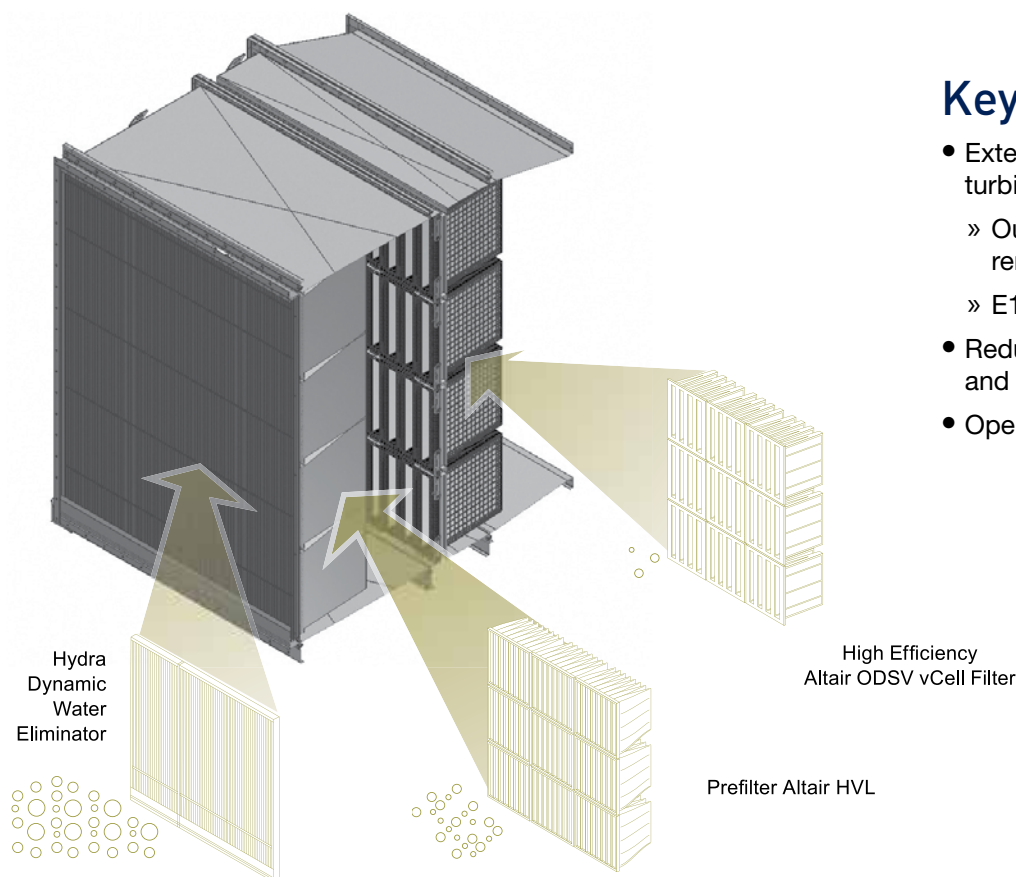 Key
• Exte
turbi
» Ou
rer
» E1
• Redu
and
• Ope
High Efficiency
Altair ODSV vCell Filter
Hydra
Dynamic
Water
Eliminator
Prefilter Altair HVL